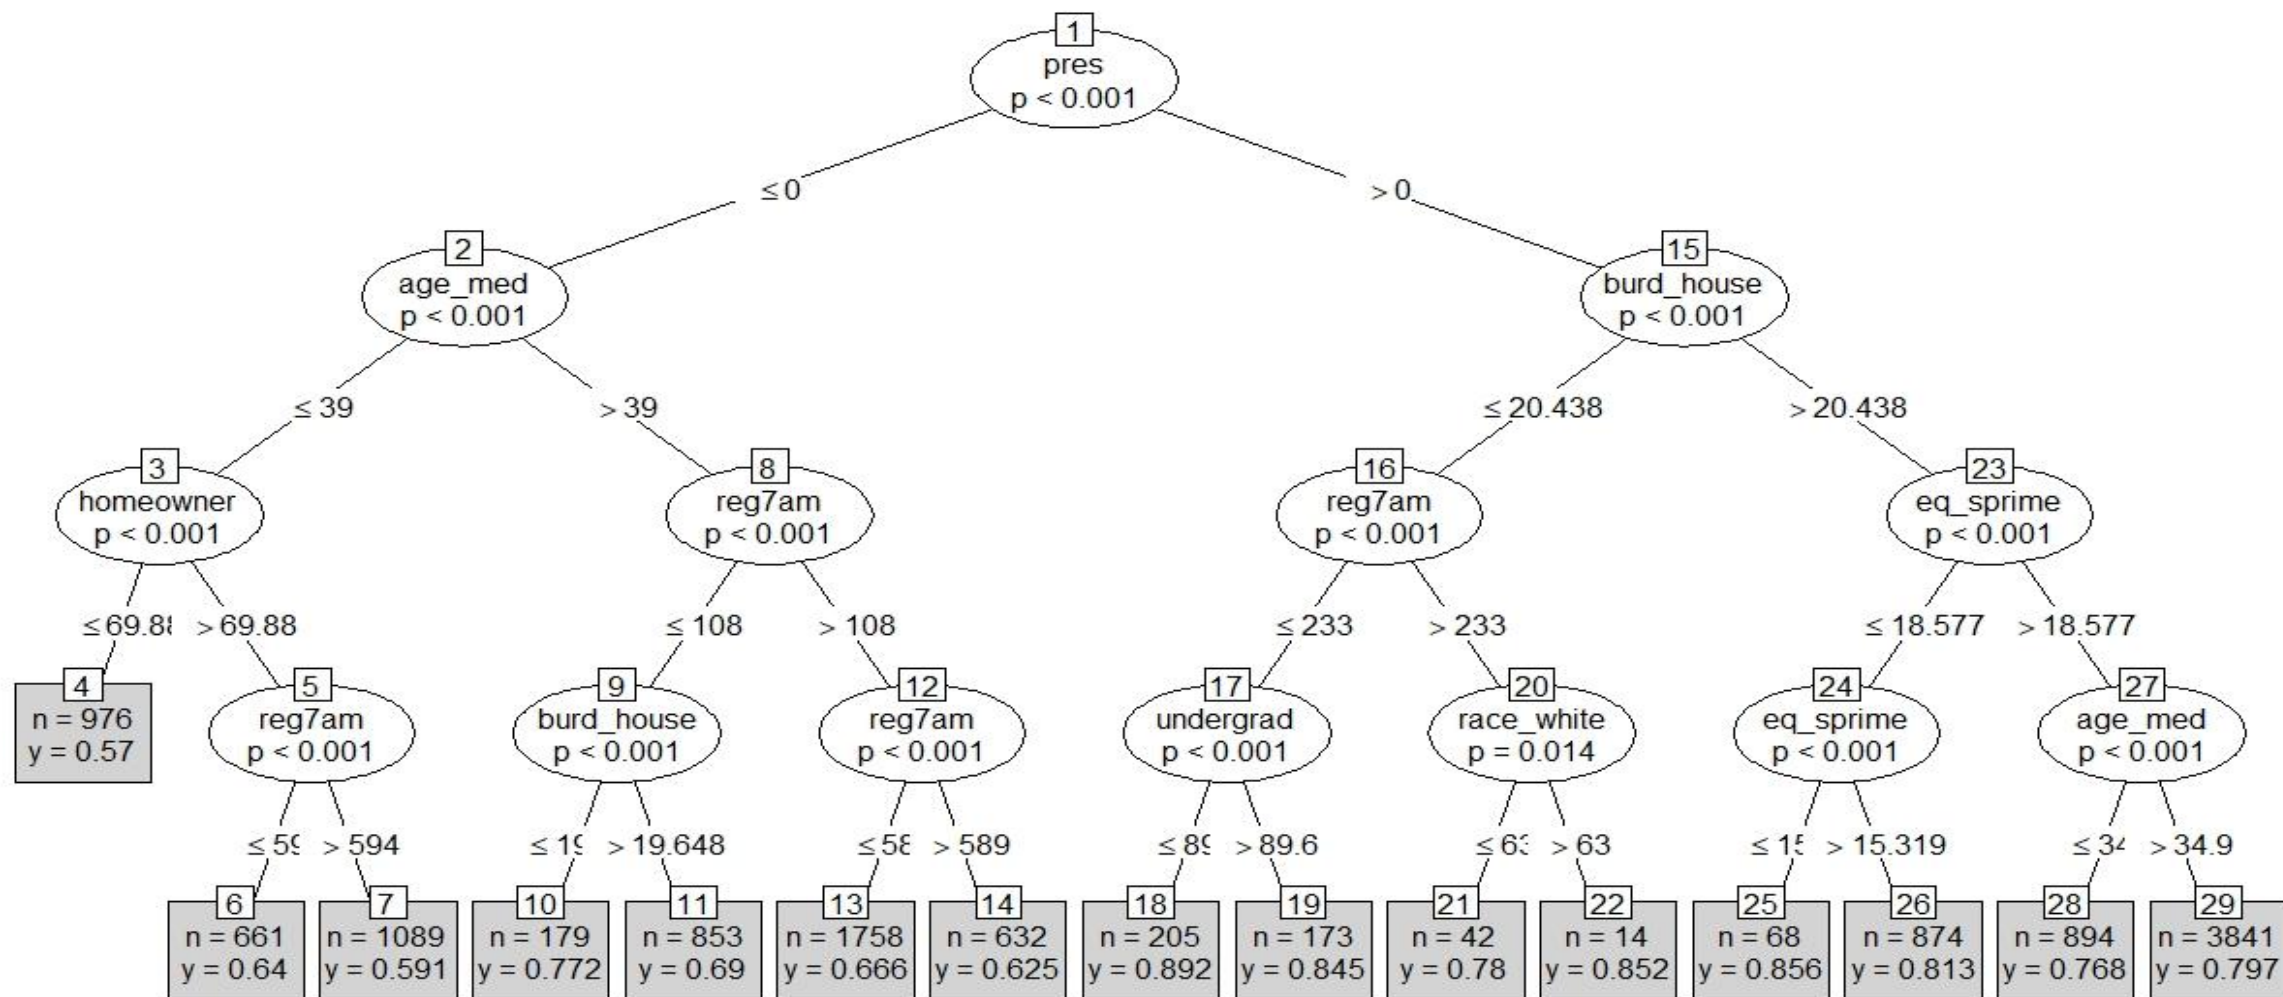 1
pres
p < 0.001
≤ 0
> 0
2
age_med
p < 0.001
15
burd_house
p < 0.001
≤ 39
> 39
≤ 20.438
> 20.438
3
homeowner
p < 0.001
8
reg7am
p < 0.001
16
reg7am
p < 0.001
23
eq_sprime
p < 0.001
≤ 69.88
> 69.88
≤ 108
> 108
≤ 233
> 233
≤ 18.577
> 18.577
4
n = 976
y = 0.57
5
reg7am
p < 0.001
9
burd_house
p < 0.001
12
reg7am
p < 0.001
17
undergrad
p < 0.001
20
race_white
p = 0.014
24
eq_sprime
p < 0.001
27
age_med
p < 0.001
> 594
> 19.648
> 589
> 89.6
> 63
> 15.319
≤ 34
> 34.9
6
n = 661
y = 0.64
7
n = 1089
y = 0.591
10
n = 179
y = 0.772
11
n = 853
y = 0.69
13
n = 1758
y = 0.666
14
n = 632
y = 0.625
18
n = 205
y = 0.892
19
n = 173
y = 0.845
21
n = 42
y = 0.78
22
n = 14
y = 0.852
25
n = 68
y = 0.856
26
n = 874
y = 0.813
28
n = 894
y = 0.768
29
n = 3841
y = 0.797